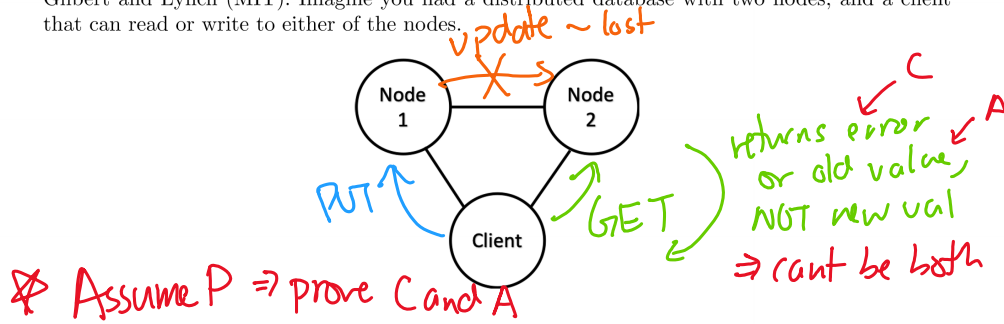 Gilbert and Lynch (MIT). Imagine you had a distributed database with two nodes, and a client
that can read or write to either of the nodes.
update ~ lost
Node
1
Node
2
C
A
returns error
or old value,
NOT new val
⇒ cant be both
PUT
GET
Client
Assume P ⇒ prove C and A